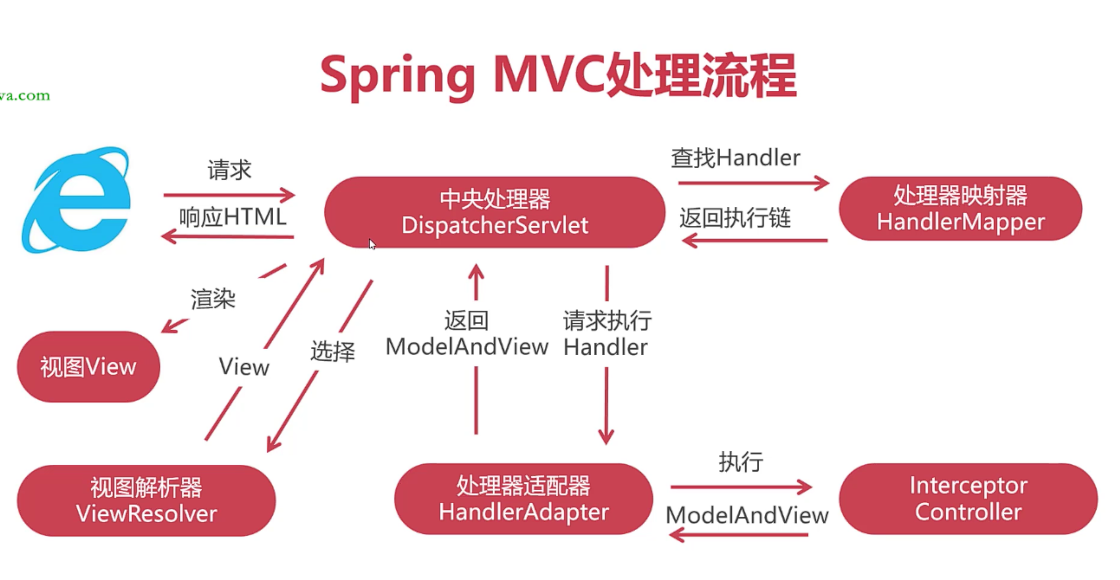 Spring MVC处理流程
va.com
请求
响应HTML
中央处理器
DispatcherServlet
查找Handler
返回执行链
处理器映射器
HandlerMapper
渲染
视图View
View
选择
返回
ModelAndView
请求执行
Handler
视图解析器
ViewResolver
处理器适配器
HandlerAdapter
执行
ModelAndView
Interceptor
Controller